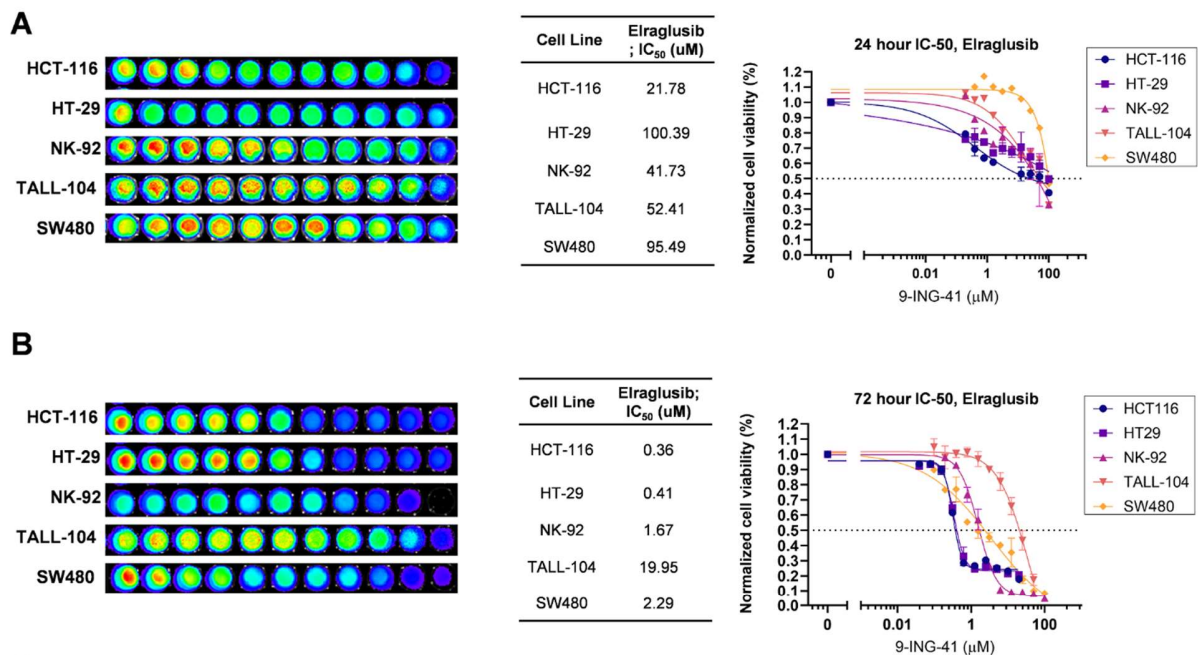 A
HCT-116
HT-29
NK-92
TALL-104
SW480
Cell Line
Elraglusib
; IC50 (uM)
HCT-116 21.78
HT-29 100.39
NK-92 41.73
TALL-104 52.41
SW480 95.49
24 hour IC-50, Elraglusib
Normalized cell viability (%)
1.2
1.1
1.0
0.9
0.8
0.7
0.6
0.5
0.4
0.3
0.2
0.1
0.0
0 0.01 1 100
9-ING-41 (μM)
HCT-116
HT-29
NK-92
TALL-104
SW480
B
HCT-116
HT-29
NK-92
TALL-104
SW480
Cell Line
Elraglusib;
IC50 (uM)
HCT-116 0.36
HT-29 0.41
NK-92 1.67
TALL-104 19.95
SW480 2.29
72 hour IC-50, Elraglusib
Normalized cell viability (%)
1.2
1.1
1.0
0.9
0.8
0.7
0.6
0.5
0.4
0.3
0.2
0.1
0.0
0 0.01 1 100
9-ING-41 (μM)
HCT116
HT29
NK-92
TALL-104
SW480